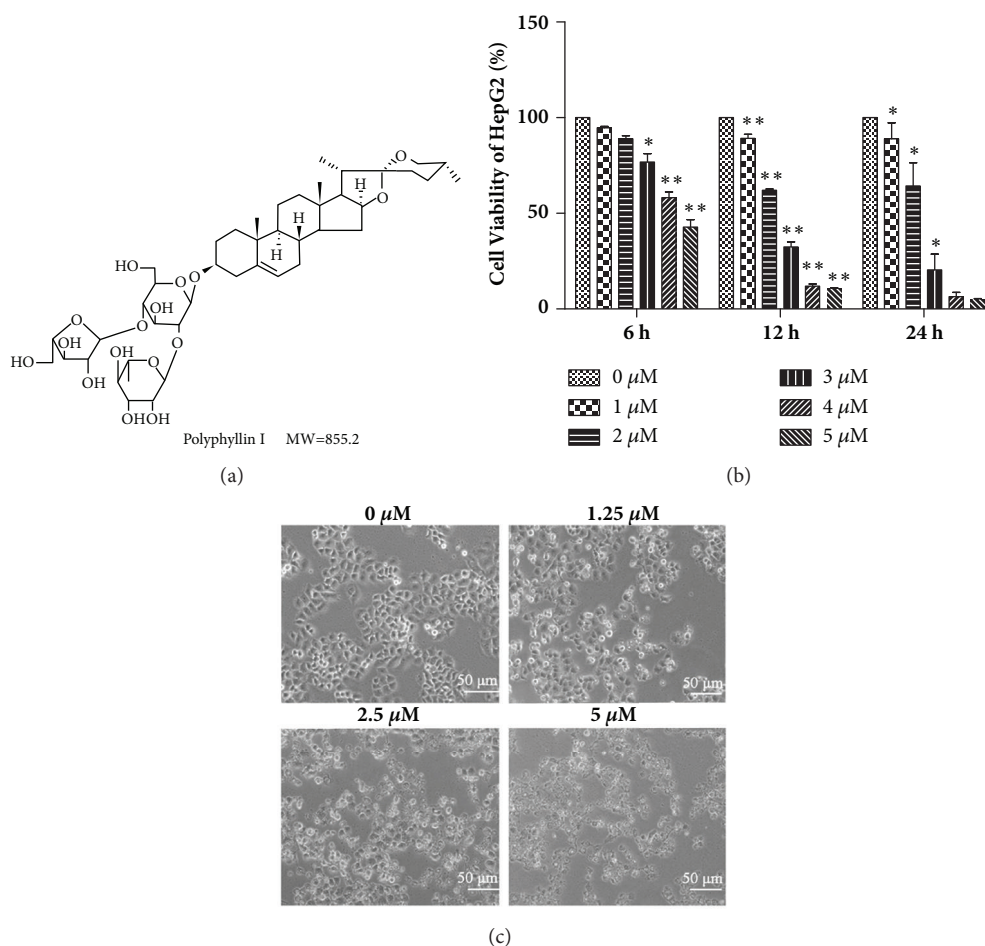 O
H
O
H
H
H
HO
O
O
OH
O
O
O
OH
HO
OH
OH
O
OHOH
Polyphyllin I MW=855.2
(a)
Cell Viability of HepG2 (%)
150
100
50
0
*
**
**
**
**
**
**
**
*
*
*
6 h
12 h
24 h
0 μM
1 μM
2 μM
3 μM
4 μM
5 μM
(b)
0 μM
1.25 μM
50 μm
50 μm
2.5 μM
5 μM
50 μm
50 μm
(c)